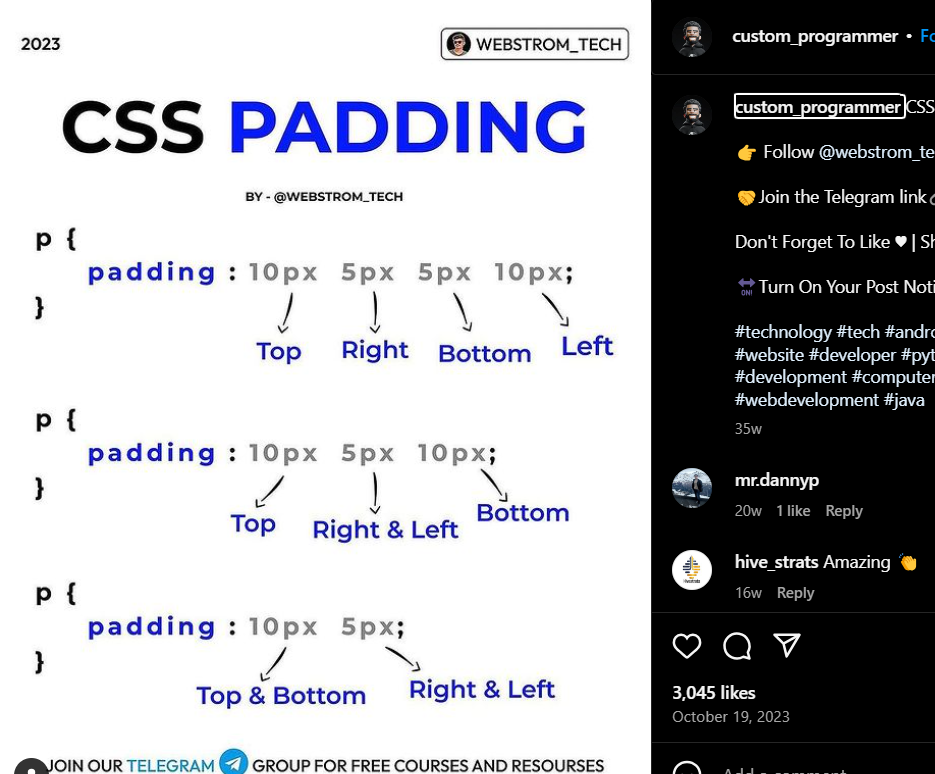 2023
WEBSTROM_TECH
CSS PADDING
BY - @WEBSTROM_TECH
p {
padding : 10px 5px 5px 10px;
}
Top Right Bottom Left
p {
padding : 10px 5px 10px;
}
Top Right & Left Bottom
p {
padding : 10px 5px;
}
Top & Bottom Right & Left
JOIN OUR TELEGRAM GROUP FOR FREE COURSES AND RESOURSES
custom_programmer •
custom_programmer CSS
👉 Follow @webstrom_te
🤝Join the Telegram link
Don't Forget To Like ♥ |
ON!
Turn On Your Post Noti
#technology #tech #andro
#website #developer #pyt
#development #computer
#webdevelopment #java
35w
mr.dannyp
20w 1 like Reply
hive_strats Amazing 👏
16w Reply
3,045 likes
October 19, 2023